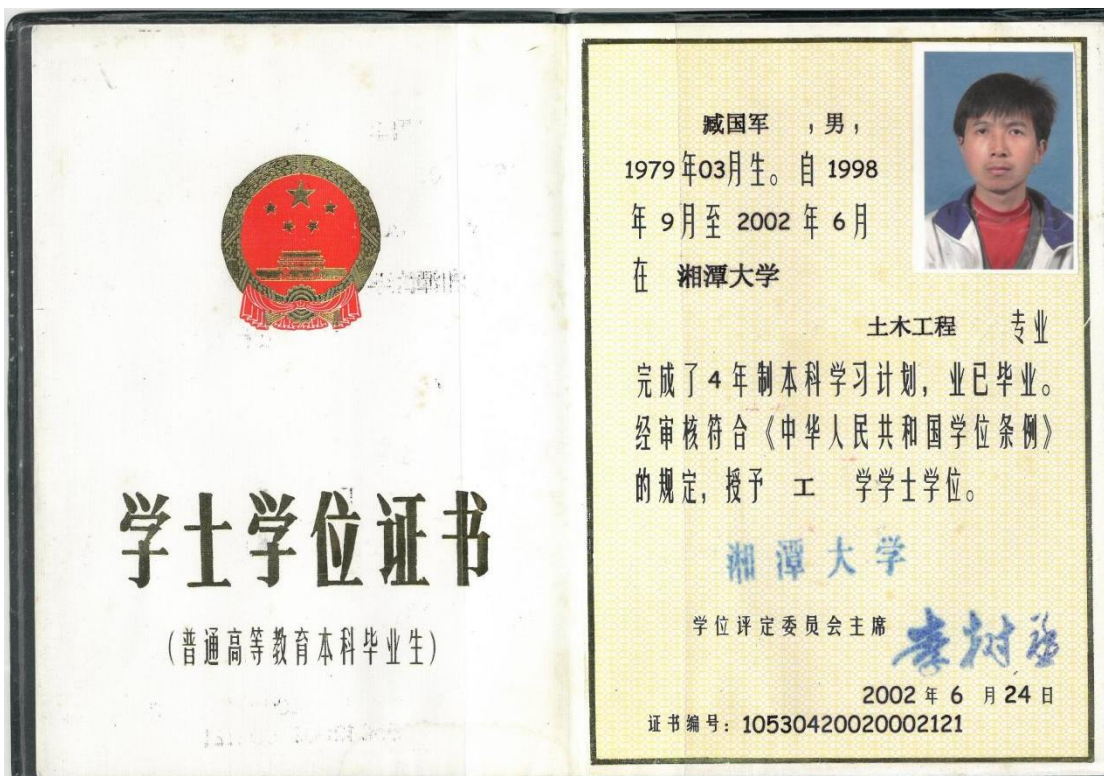 学士学位证书
(普通高等教育本科毕业生)
臧国军 ,男,
1979年03月生。自 1998
年 9月至 2002 年 6月
在 湘潭大学
土木工程 专业
完成了 4 年制本科学习计划，业已毕业。
经审核符合《中华人民共和国学位条例》
的规定，授予 工 学学士学位。
湘潭大学
学位评定委员会主席 李树丞
2002 年 6 月 24 日
证书编号：10530420020002121